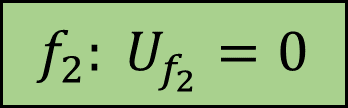 f₂: U_{f₂} = 0